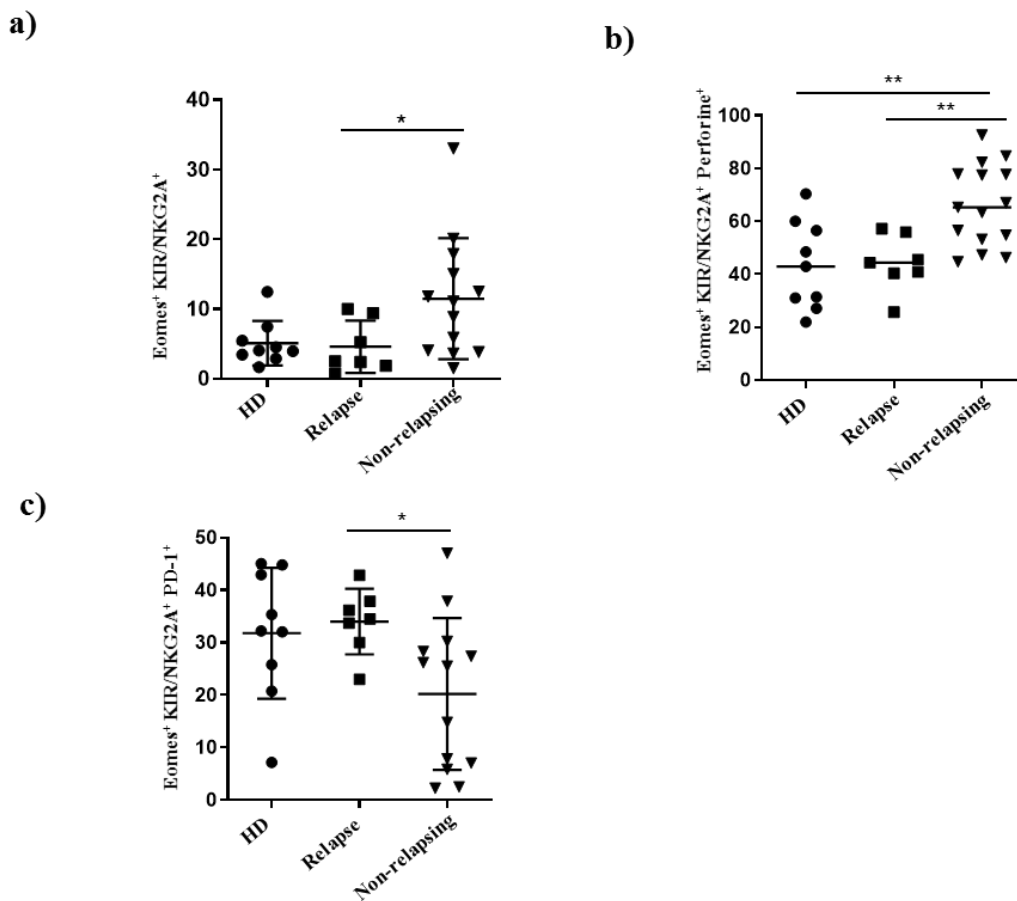 a)
Eomes⁺ KIR/NKG2A⁺
40
30
20
10
0
*
HD
Relapse
Non-relapsing
b)
Eomes⁺ KIR/NKG2A⁺ Perforine⁺
100
80
60
40
20
0
**
**
HD
Relapse
Non-relapsing
c)
Eomes⁺ KIR/NKG2A⁺ PD-1⁺
50
40
30
20
10
0
*
HD
Relapse
Non-relapsing